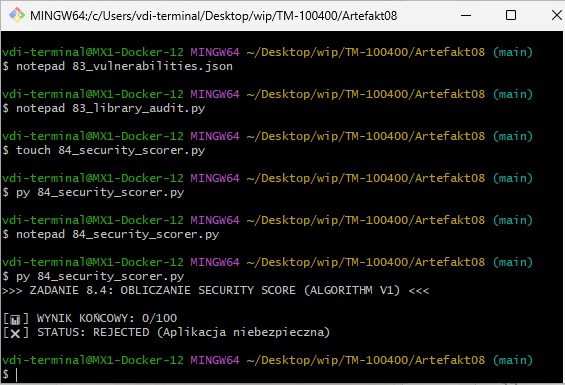 MINGW64:/c/Users/vdi-terminal/Desktop/wip/TM-100400/Artefakt08
vdi-terminal@MX1-Docker-12 MINGW64 ~/Desktop/wip/TM-100400/Artefakt08 (main)
$ notepad 83_vulnerabilities.json
vdi-terminal@MX1-Docker-12 MINGW64 ~/Desktop/wip/TM-100400/Artefakt08 (main)
$ notepad 83_library_audit.py
vdi-terminal@MX1-Docker-12 MINGW64 ~/Desktop/wip/TM-100400/Artefakt08 (main)
$ touch 84_security_scorer.py
vdi-terminal@MX1-Docker-12 MINGW64 ~/Desktop/wip/TM-100400/Artefakt08 (main)
$ py 84_security_scorer.py
vdi-terminal@MX1-Docker-12 MINGW64 ~/Desktop/wip/TM-100400/Artefakt08 (main)
$ notepad 84_security_scorer.py
vdi-terminal@MX1-Docker-12 MINGW64 ~/Desktop/wip/TM-100400/Artefakt08 (main)
$ py 84_security_scorer.py
>>> ZADANIE 8.4: OBLICZANIE SECURITY SCORE (ALGORITHM V1) <<<
[📊] WYNIK KOŃCOWY: 0/100
[❌] STATUS: REJECTED (Aplikacja niebezpieczna)
vdi-terminal@MX1-Docker-12 MINGW64 ~/Desktop/wip/TM-100400/Artefakt08 (main)
$